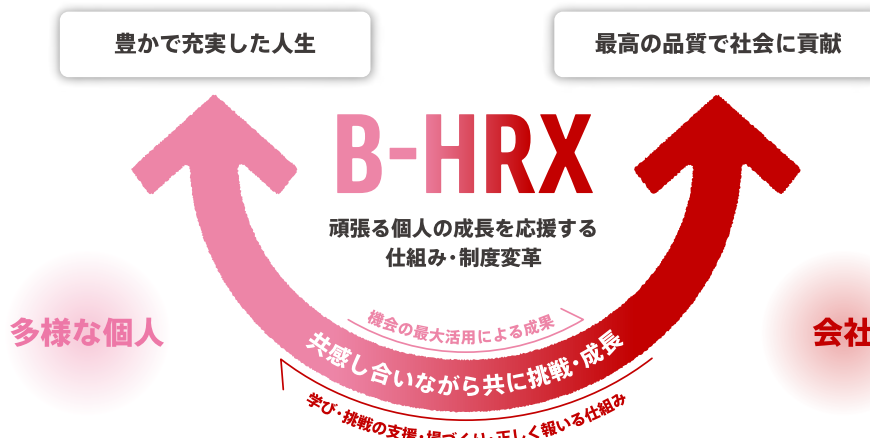 豊かで充実した人生
最高の品質で社会に貢献
B-HRX
頑張る個人の成長を応援する
仕組み・制度変革
多様な個人
会社
機会の最大活用による成果
共感し合いながら共に挑戦・成長
学び・挑戦の支援・場づくり・正しく報いる仕組み